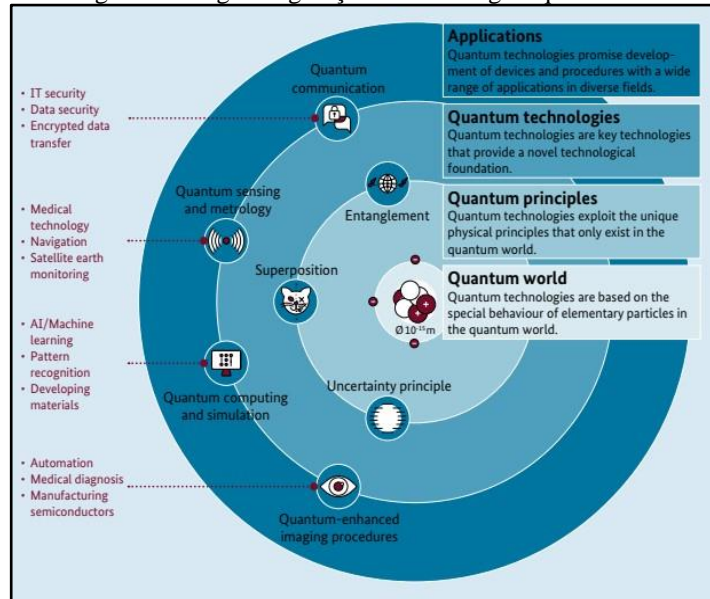 Applications
Quantum technologies promise develop-
ment of devices and procedures with a wide
range of applications in diverse fields.
Quantum technologies
Quantum technologies are key technologies
that provide a novel technological
foundation.
Quantum principles
Quantum technologies exploit the unique
physical principles that only exist in the
quantum world.
Quantum world
Quantum technologies are based on the
special behaviour of elementary particles in
the quantum world.
Quantum
communication
• IT security
• Data security
• Encrypted data
transfer
Quantum sensing
and metrology
• Medical
technology
• Navigation
• Satellite earth
monitoring
Entanglement
Superposition
Ø 10-15 m
Uncertainty principle
• AI/Machine
learning
• Pattern
recognition
• Developing
materials
Quantum computing
and simulation
• Automation
• Medical diagnosis
• Manufacturing
semiconductors
Quantum-enhanced
imaging procedures